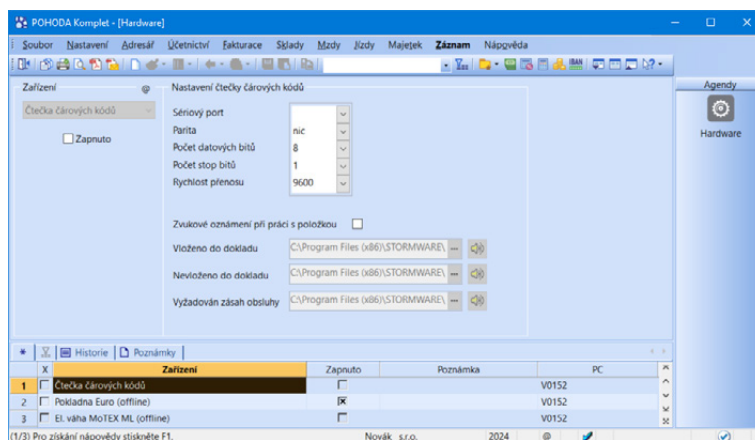 POHODA Komplet - [Hardware]
Soubor Nastavení Adresář Účetnictví Fakturace Sklady Mzdy Jízdy Majetek Záznam Nápověda
IBAN
Zařízení @
Čtečka čárových kódů
Zapnuto
Nastavení čtečky čárových kódů
Sériový port
Parita nic
Počet datových bitů 8
Počet stop bitů 1
Rychlost přenosu 9600
Zvukové oznámení při práci s položkou
Vloženo do dokladu C:\Program Files (x86)\STORMWARE\ ...
Nevloženo do dokladu C:\Program Files (x86)\STORMWARE\ ...
Vyžadován zásah obsluhy C:\Program Files (x86)\STORMWARE\ ...
Agendy
Hardware
* Historie Poznámky
X Zařízení Zapnuto Poznámka PC
1 Čtečka čárových kódů V0152
2 Pokladna Euro (offline) V0152
3 El. váha MoTEX ML (offline) V0152
(1/3) Pro získání nápovědy stiskněte F1. Novák s.r.o. 2024 @